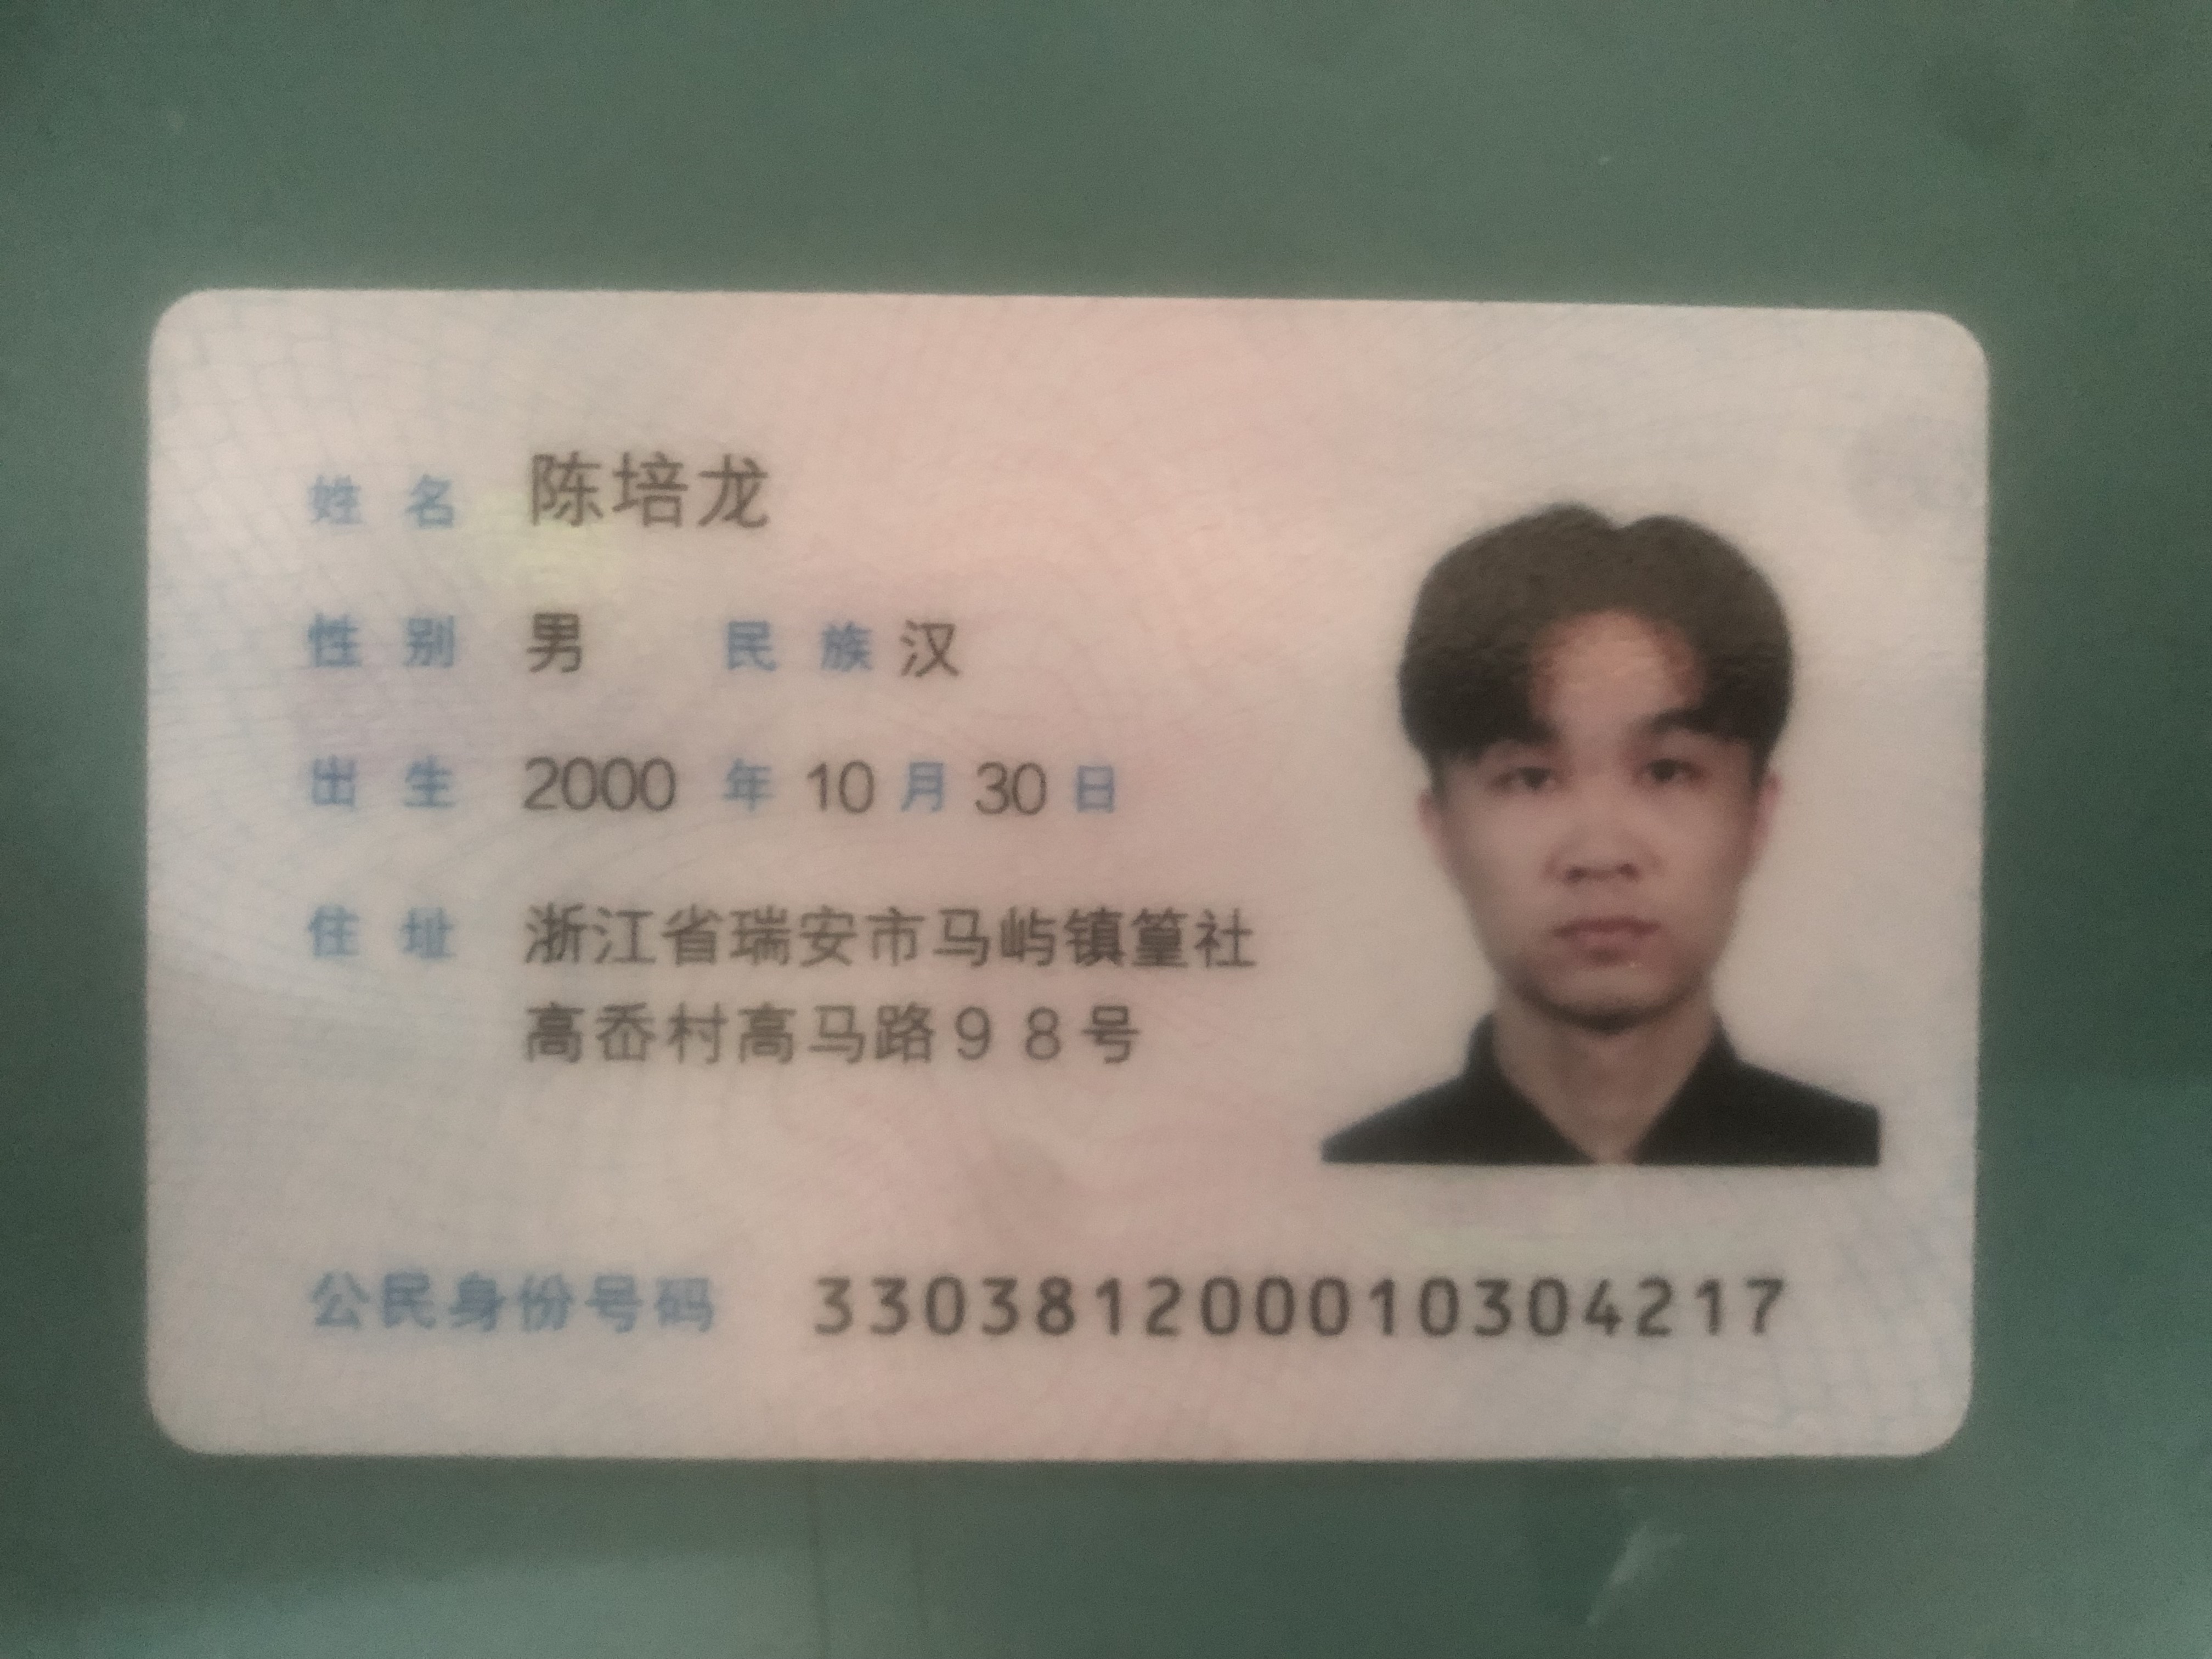 姓名 陈培龙
性别 男 民族 汉
出生 2000 年 10 月 30 日
住址 浙江省瑞安市马屿镇篁社
高岙村高马路98号
公民身份号码 330381200010304217